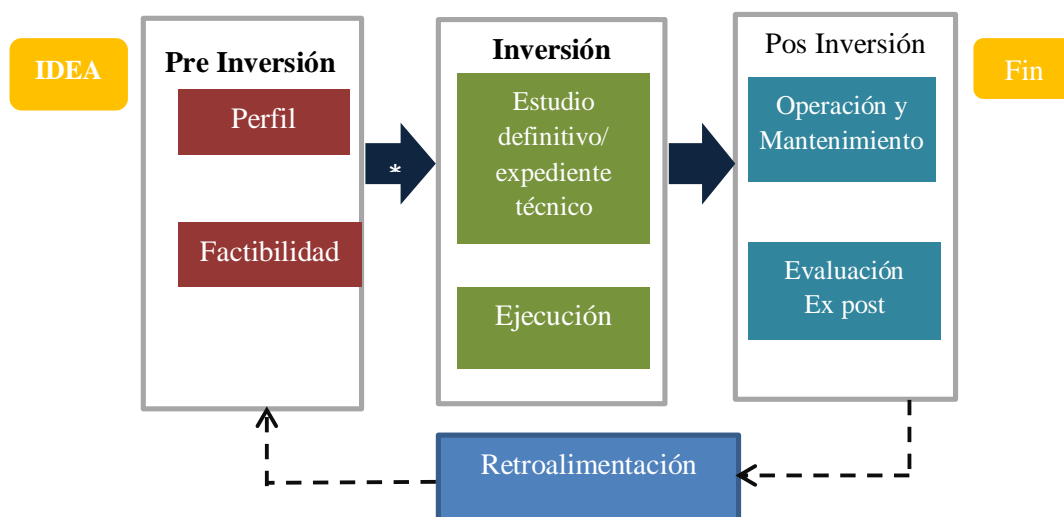 IDEA
Pre Inversión
Perfil
Factibilidad
*
Inversión
Estudio
definitivo/
expediente
técnico
Ejecución
Pos Inversión
Operación y
Mantenimiento
Evaluación
Ex post
Fin
Retroalimentación